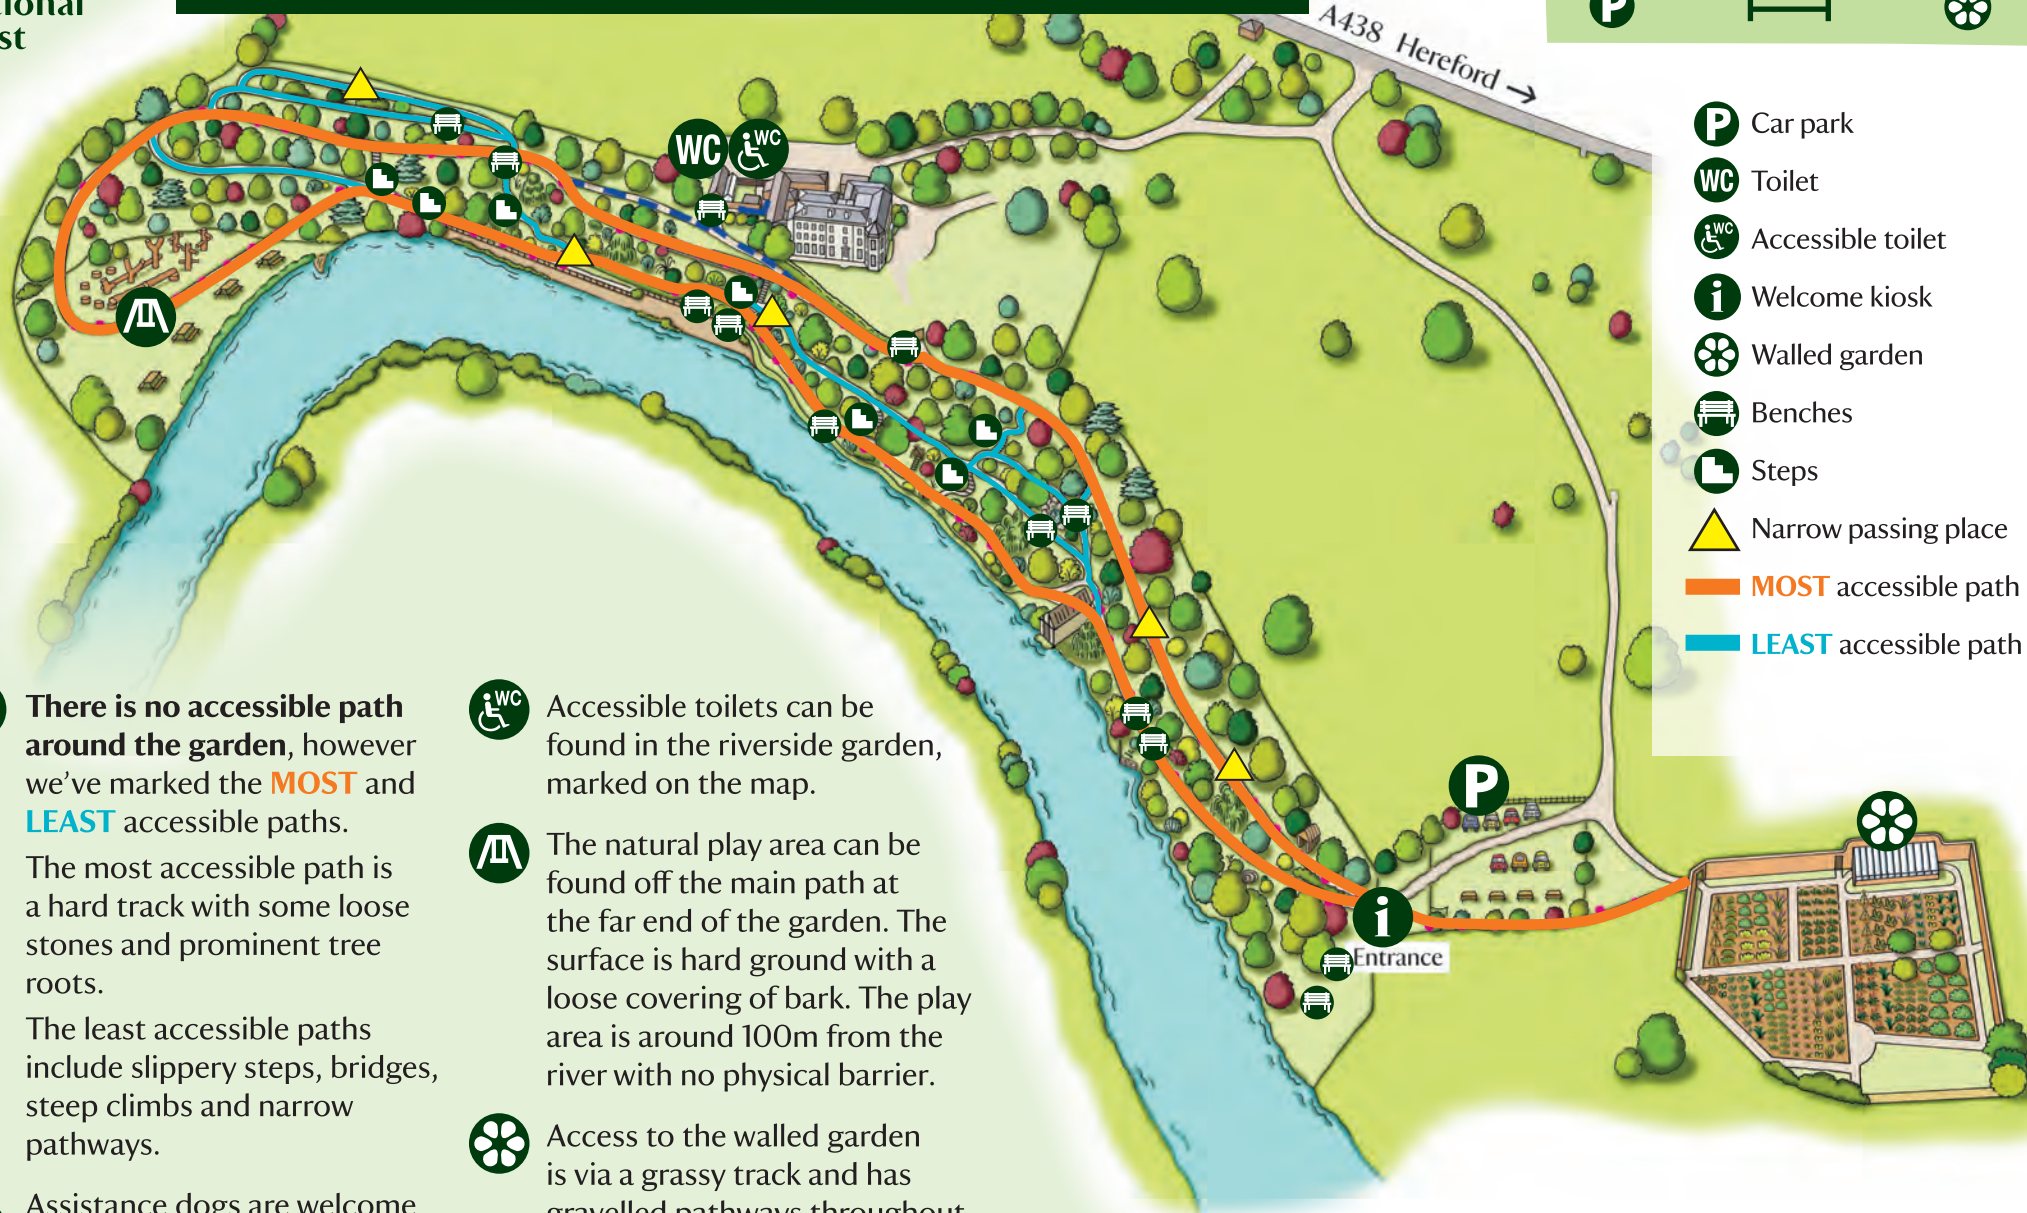 st
A438 Hereford →
P
WC
WC
P Car park
WC Toilet
WC Accessible toilet
i Welcome kiosk
Walled garden
Benches
Steps
Narrow passing place
MOST accessible path
LEAST accessible path
P
i
Entrance
There is no accessible path
around the garden, however
we've marked the MOST and
LEAST accessible paths.
The most accessible path is
a hard track with some loose
stones and prominent tree
roots.
The least accessible paths
include slippery steps, bridges,
steep climbs and narrow
pathways.
Assistance dogs are welcome
WC
Accessible toilets can be
found in the riverside garden,
marked on the map.
The natural play area can be
found off the main path at
the far end of the garden. The
surface is hard ground with a
loose covering of bark. The play
area is around 100m from the
river with no physical barrier.
Access to the walled garden
is via a grassy track and has
gravelled pathways throughout
P